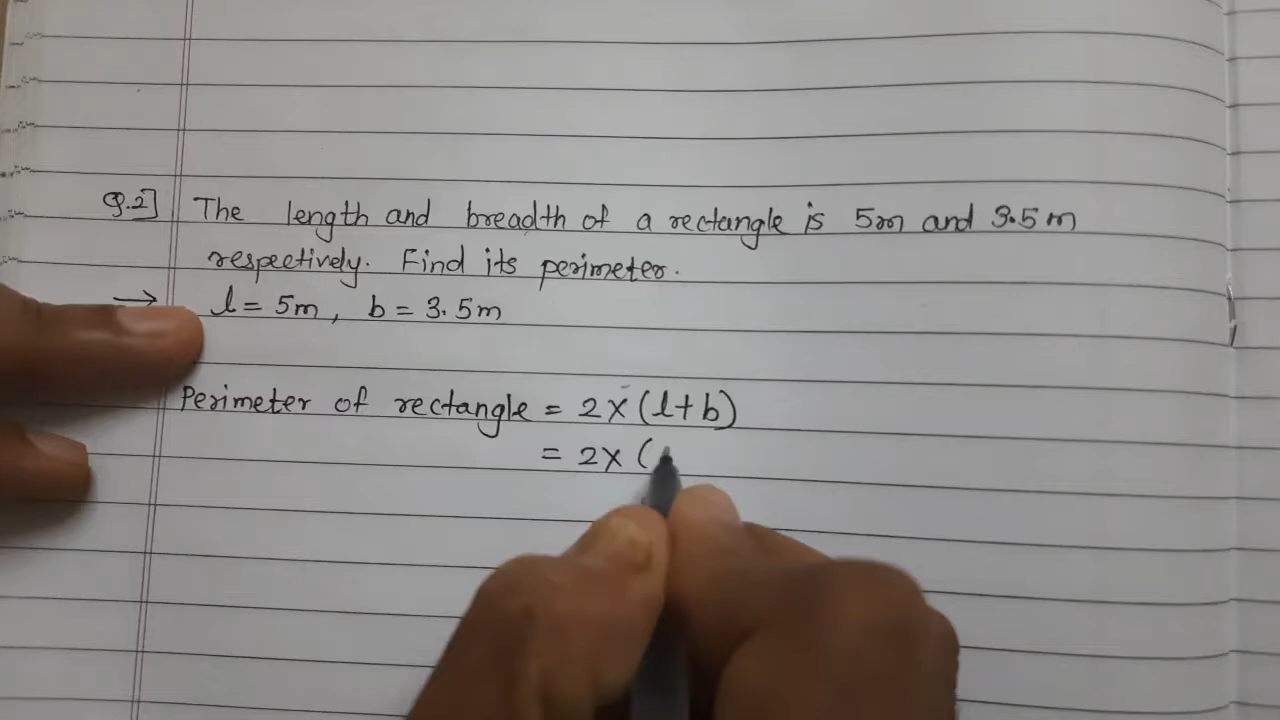 Q.2] The length and breadth of a rectangle is 5m and 3.5m
respectively. Find its perimeter.
→ l = 5m, b = 3.5m
Perimeter of rectangle = 2×(l+b)
= 2×(